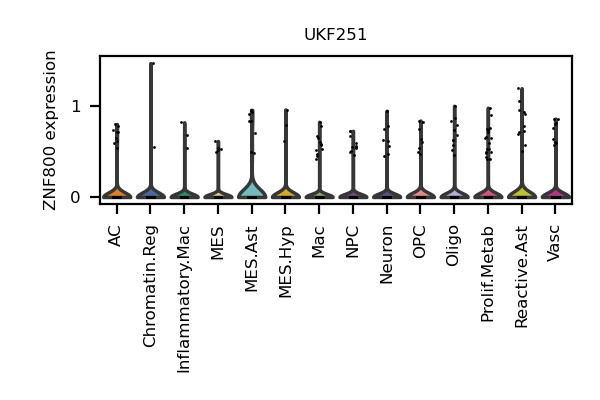 UKF251
ZNF800 expression
1
0
AC
Chromatin.Reg
Inflammatory.Mac
MES
MES.Ast
MES.Hyp
Mac
NPC
Neuron
OPC
Oligo
Prolif.Metab
Reactive.Ast
Vasc